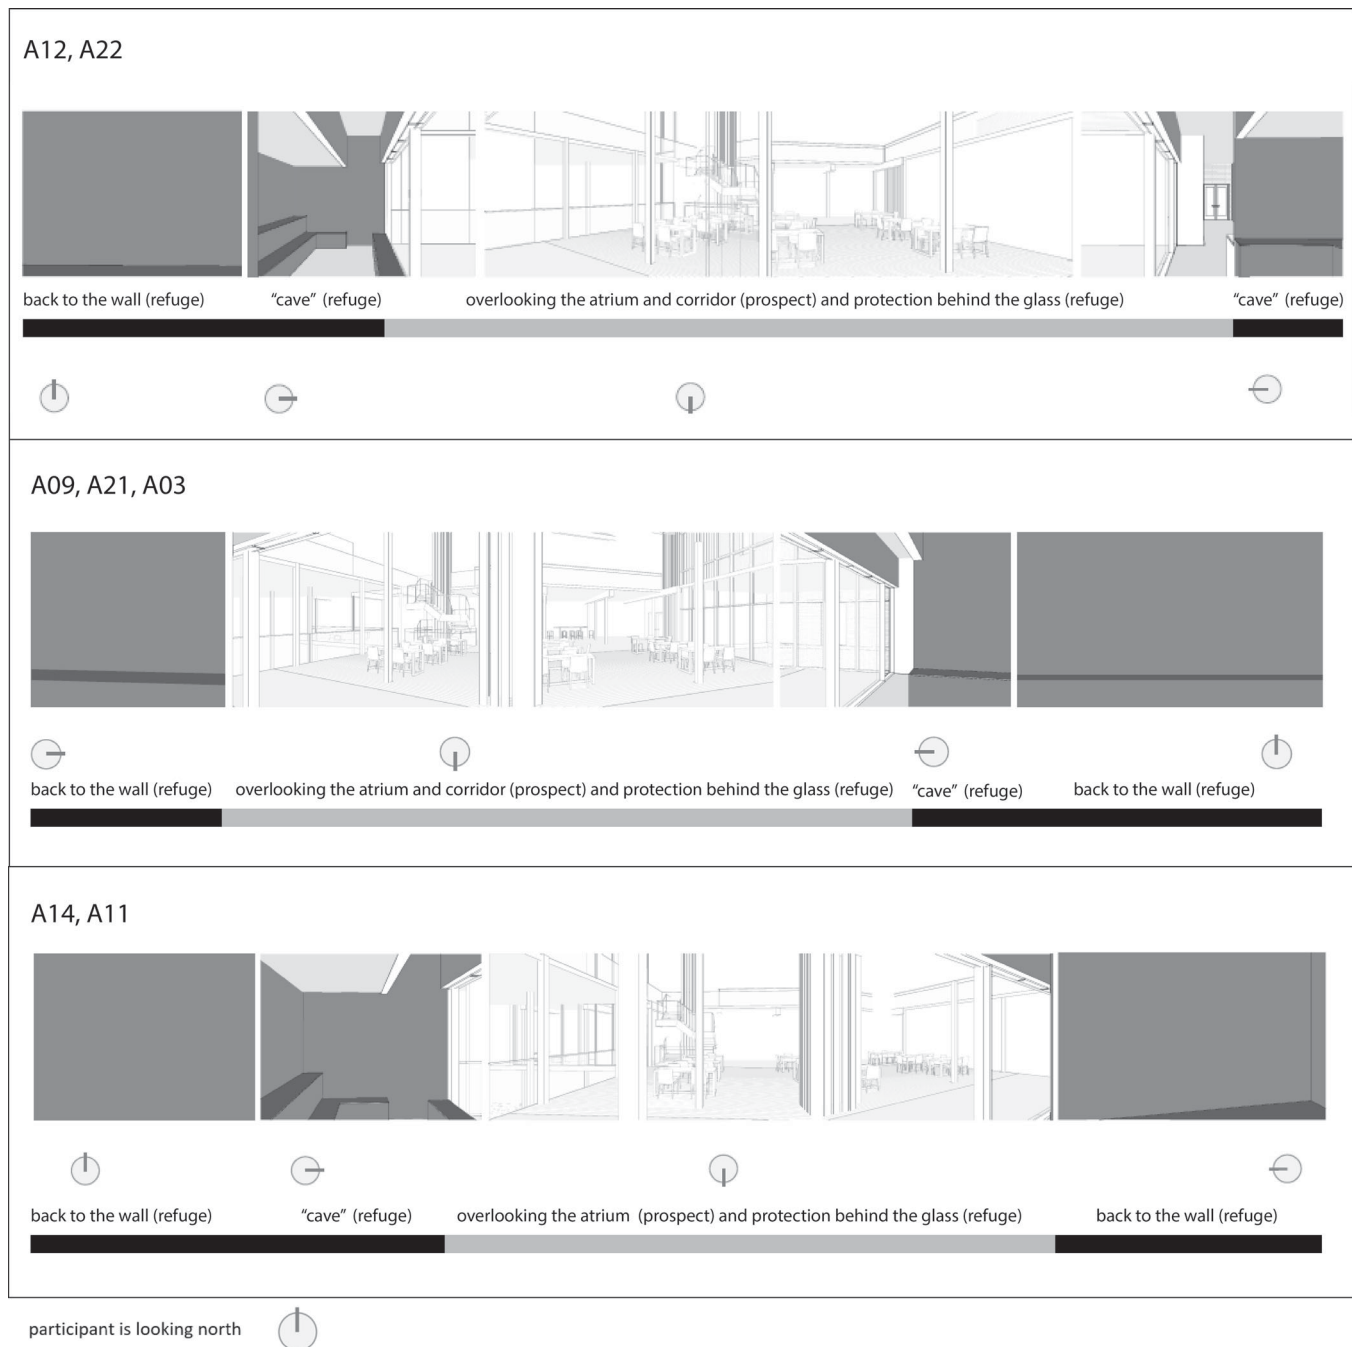 A12, A22
back to the wall (refuge)
“cave” (refuge)
overlooking the atrium and corridor (prospect) and protection behind the glass (refuge)
“cave” (refuge)
A09, A21, A03
back to the wall (refuge)
overlooking the atrium and corridor (prospect) and protection behind the glass (refuge)
“cave” (refuge)
back to the wall (refuge)
A14, A11
back to the wall (refuge)
“cave” (refuge)
overlooking the atrium (prospect) and protection behind the glass (refuge)
back to the wall (refuge)
participant is looking north